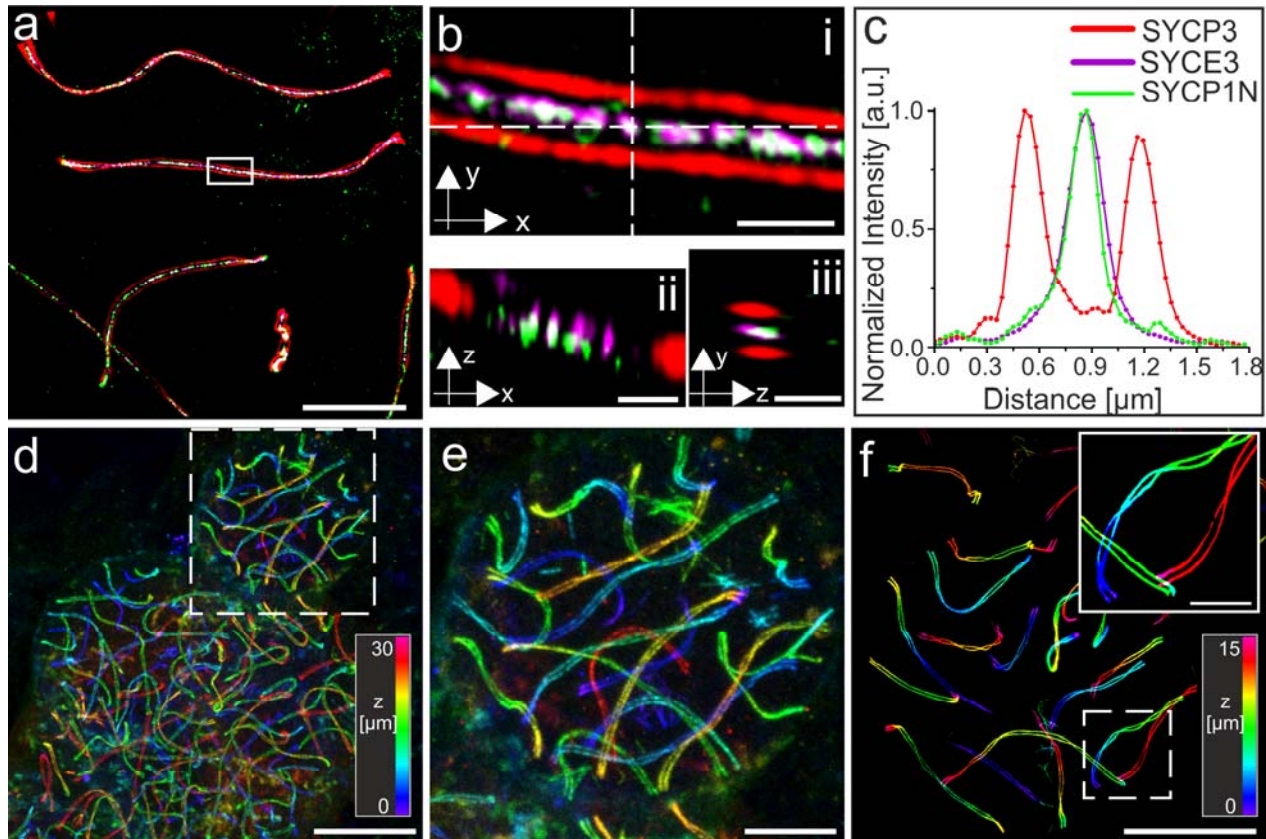 a
b
i
y
x
ii
z
x
iii
y
z
c
SYCP3
SYCE3
SYCP1N
Normalized Intensity [a.u.]
1.0
0.5
0.0
0.0 0.3 0.6 0.9 1.2 1.5 1.8
Distance [µm]
d
30
z
[µm]
0
e
f
15
z
[µm]
0